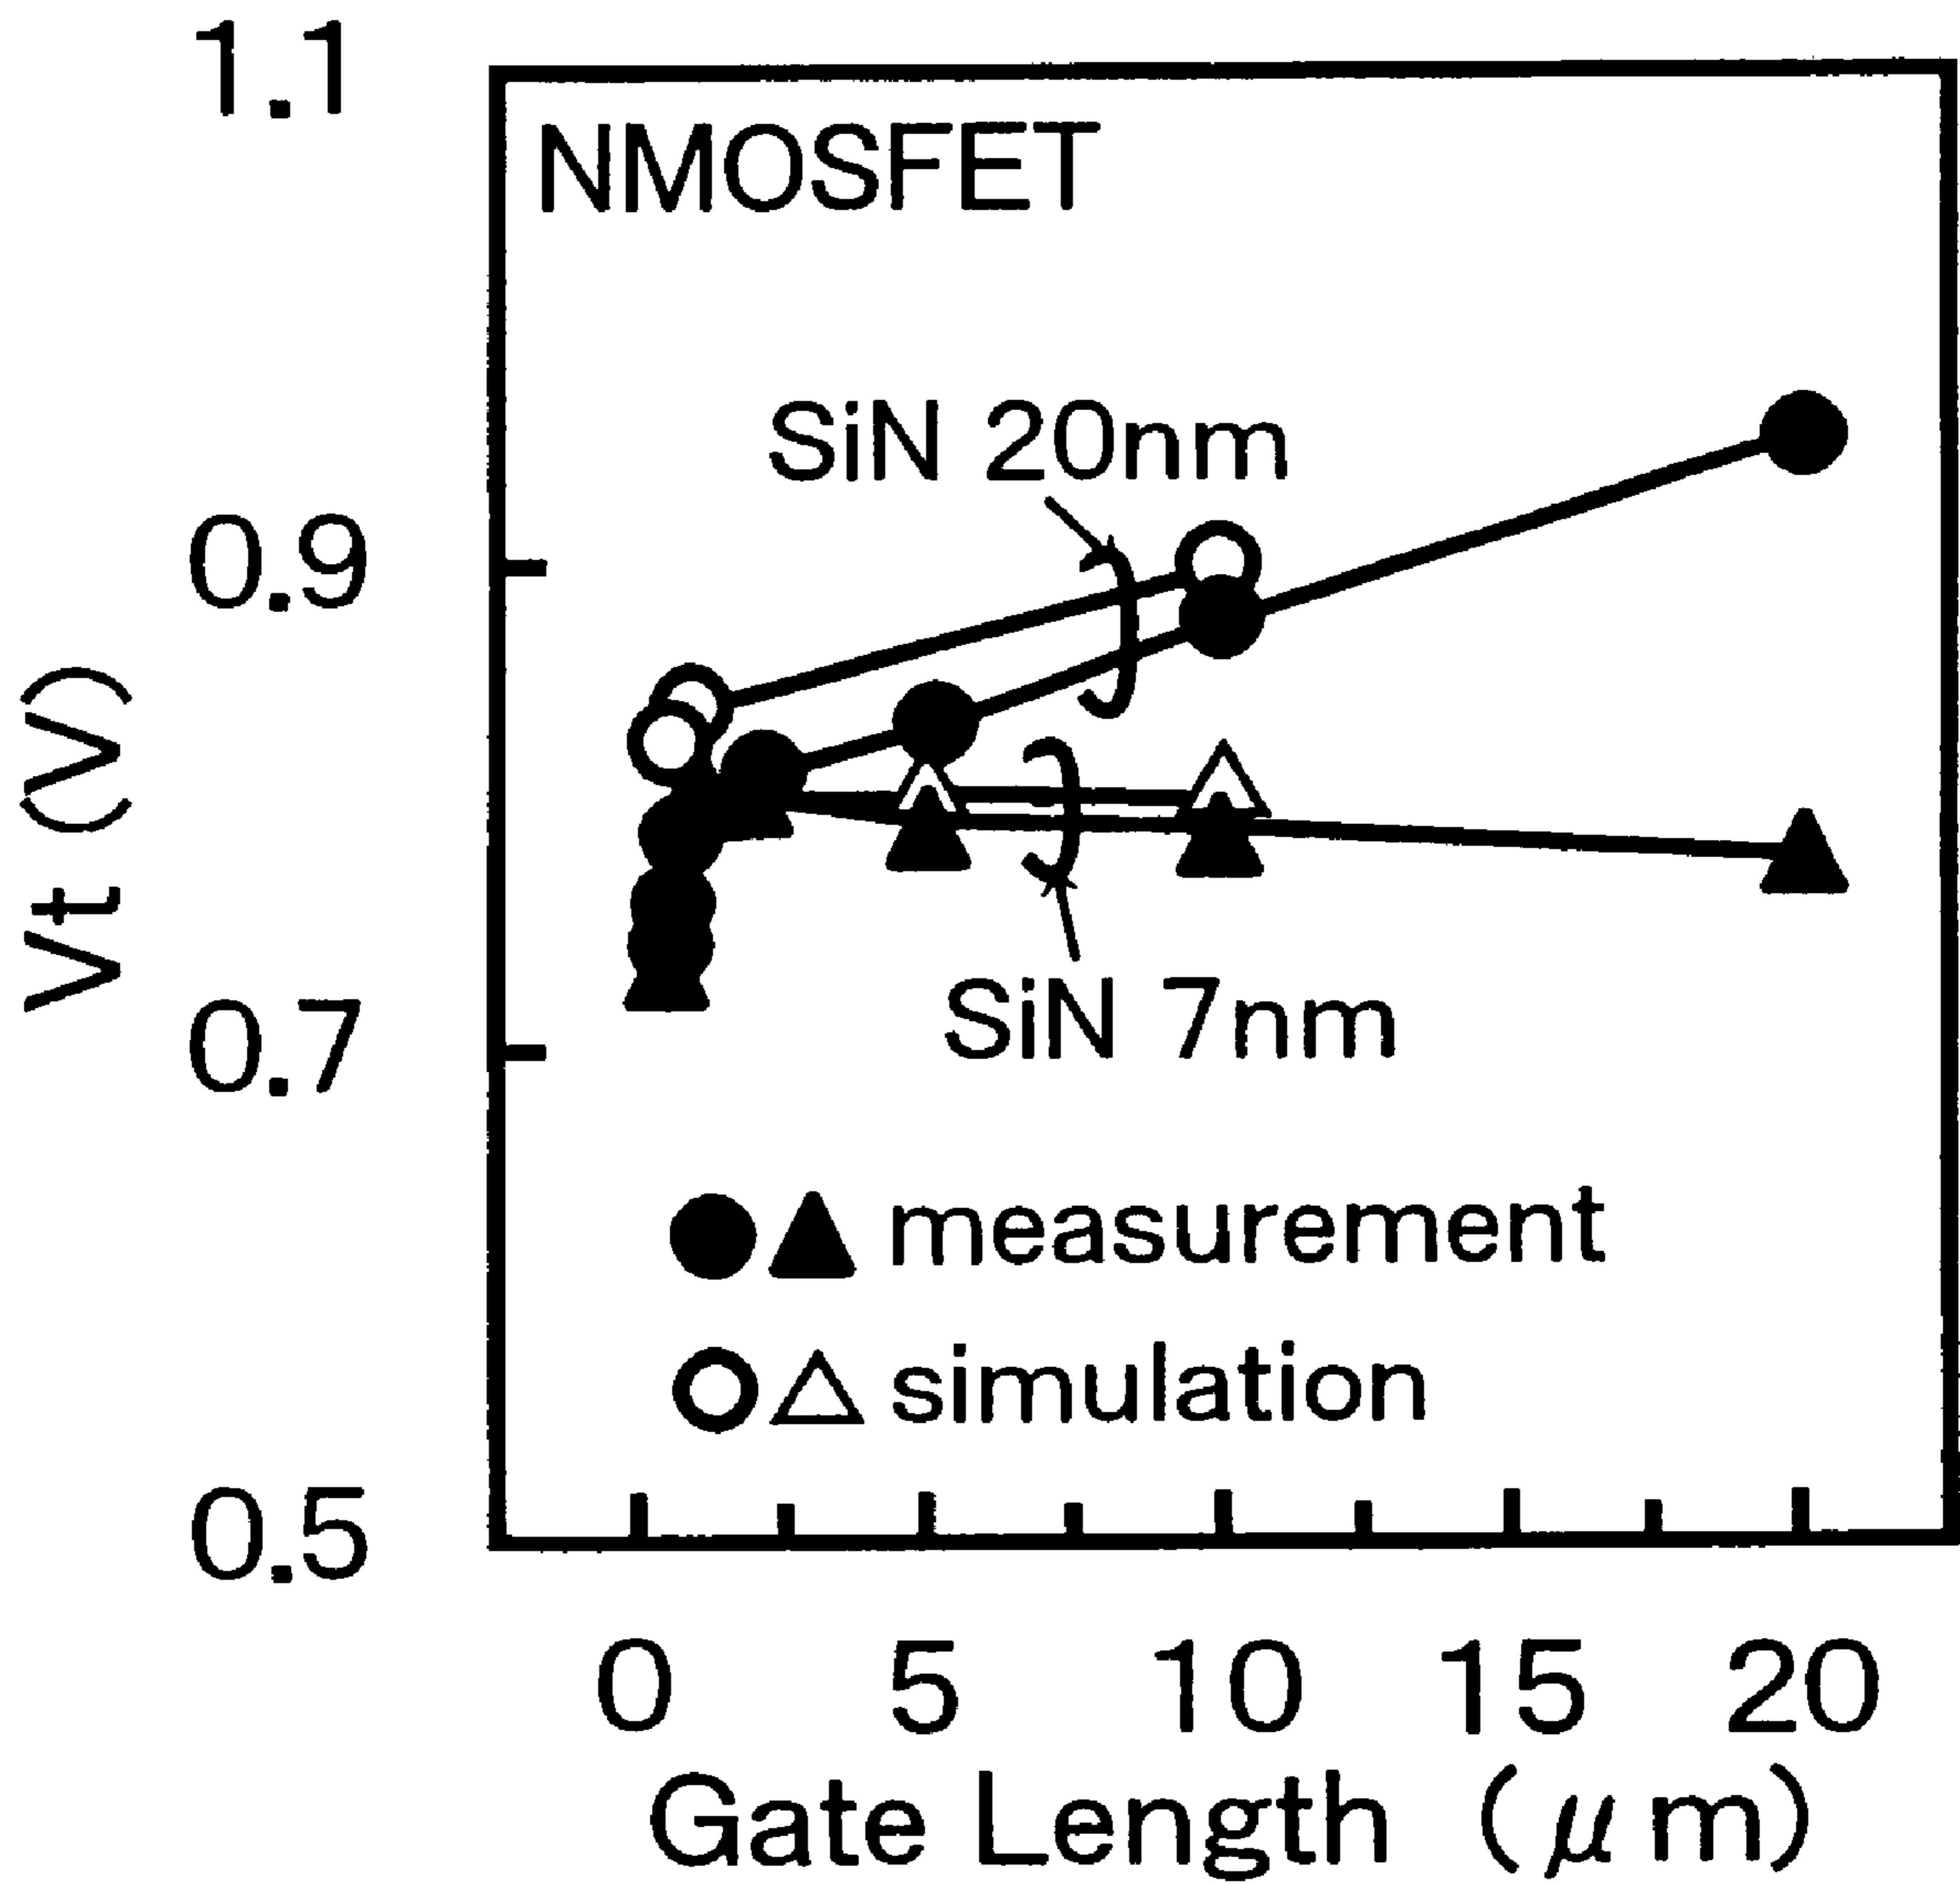 1.1
NMOSFET
SiN 20nm
0.9
Vt (V)
0.7
SiN 7nm
measurement
simulation
0.5
0 5 10 15 20
Gate Length (μm)